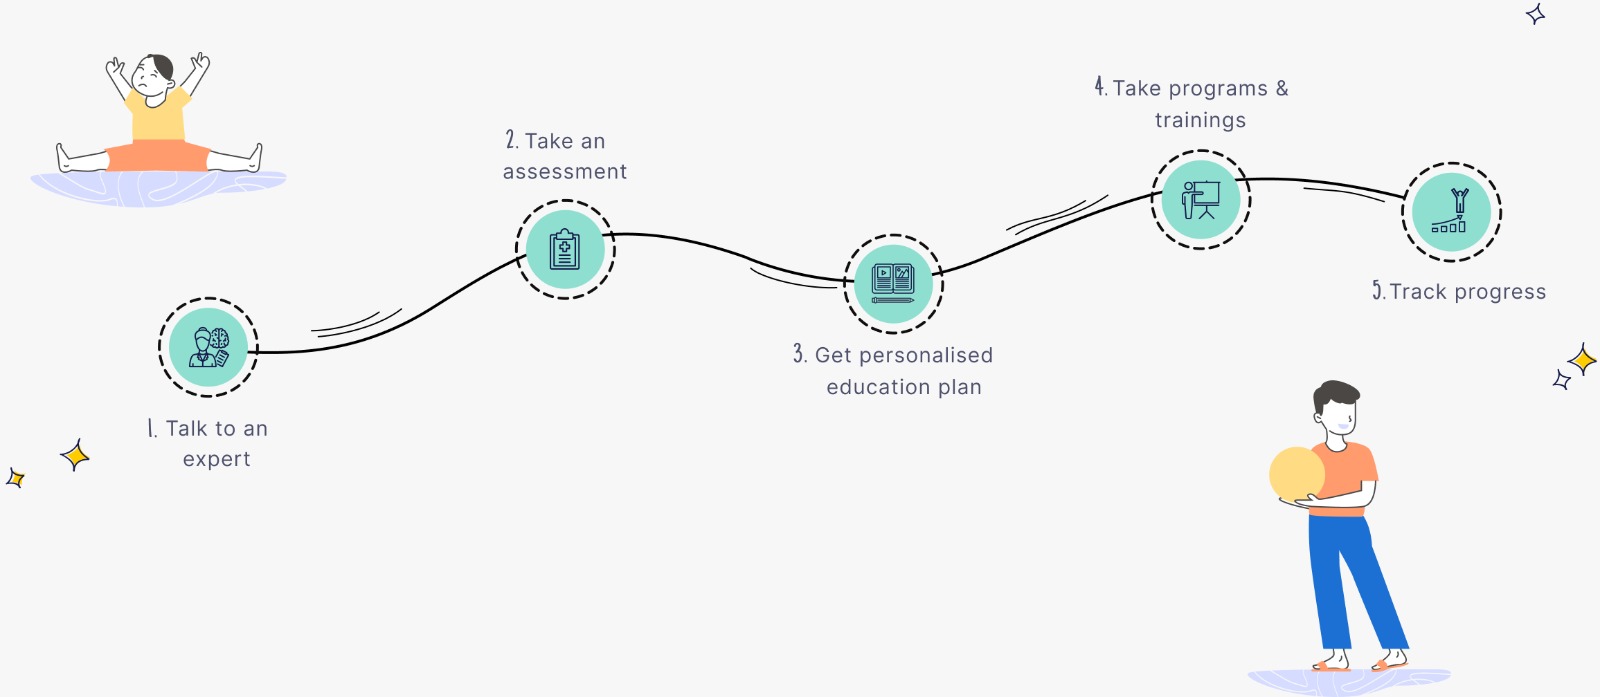 1. Talk to an
expert
2. Take an
assessment
3. Get personalised
education plan
4. Take programs &
trainings
5. Track progress